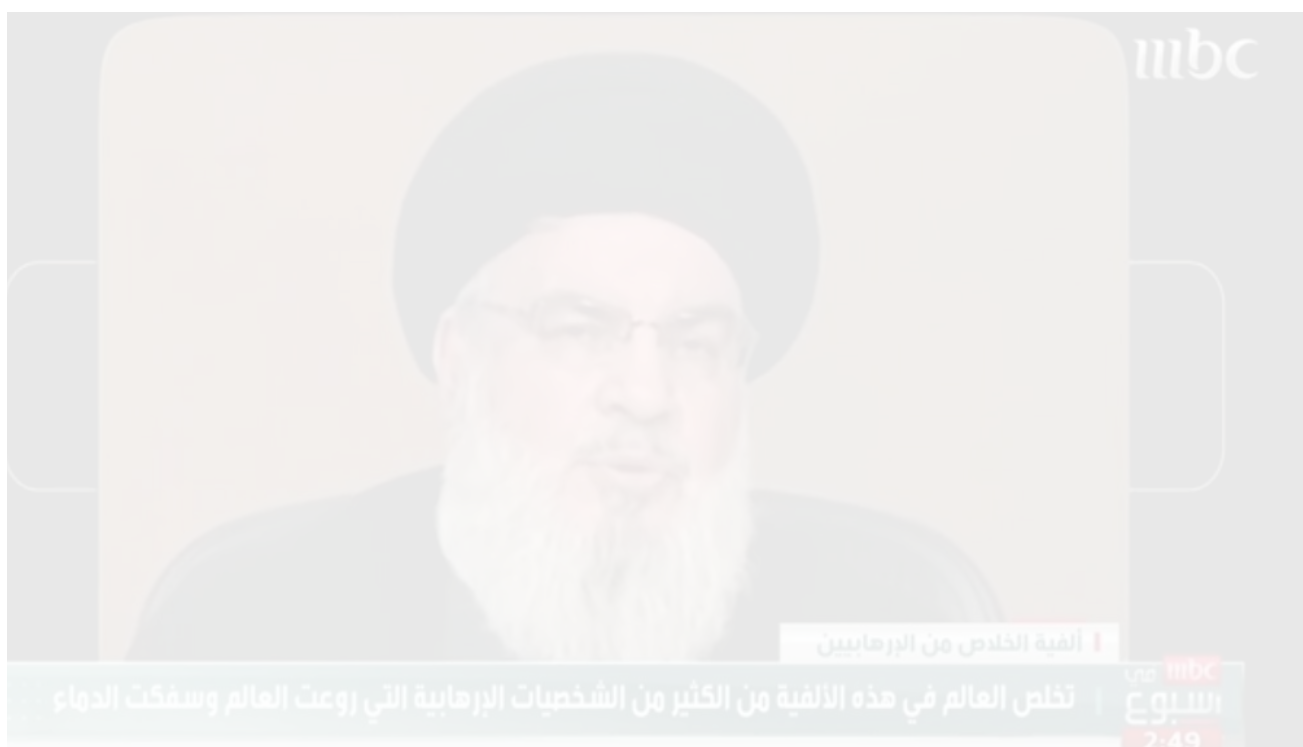 mbc
ألفية الخلاص من الإرهابيين
تخلص العالم في هذه الألفية من الكثير من الشخصيات الإرهابية التي روعت العالم وسفكت الدماء
mbc في
أسبوع
2:49